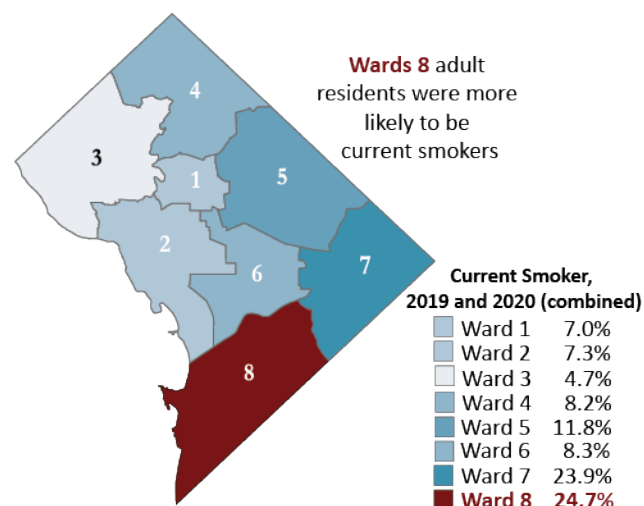 Wards 8 adult
residents were more
likely to be
current smokers
4
3
1
5
2
6
7
8
Current Smoker,
2019 and 2020 (combined)
Ward 1 7.0%
Ward 2 7.3%
Ward 3 4.7%
Ward 4 8.2%
Ward 5 11.8%
Ward 6 8.3%
Ward 7 23.9%
Ward 8 24.7%